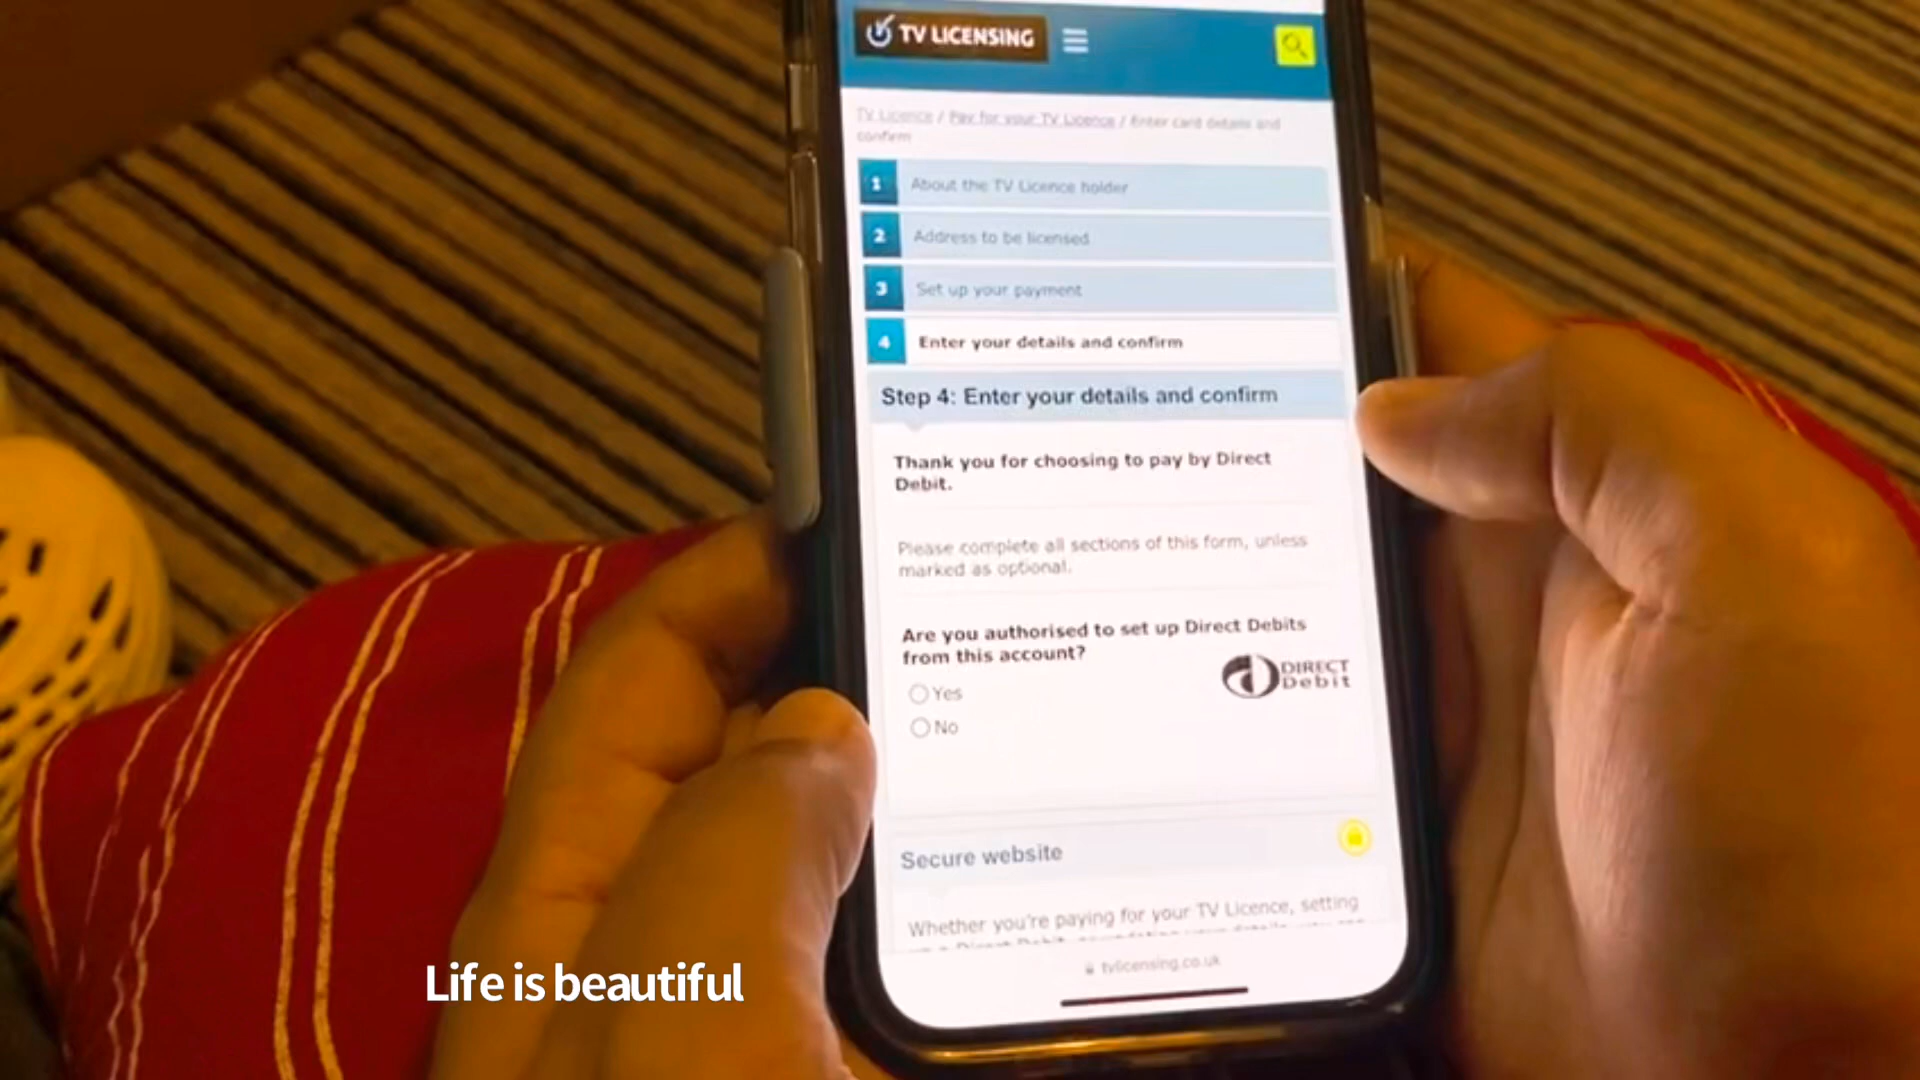 TV LICENSING
TV Licence / Pay for your TV Licence / Enter card details and
confirm
1 About the TV Licence holder
2 Address to be licensed
3 Set up your payment
4 Enter your details and confirm
Step 4: Enter your details and confirm
Thank you for choosing to pay by Direct
Debit.
Please complete all sections of this form, unless
marked as optional.
Are you authorised to set up Direct Debits
from this account?
DIRECT
Debit
Yes
No
Secure website
Whether you're paying for your TV Licence, setting
tvlicensing.co.uk
Life is beautiful